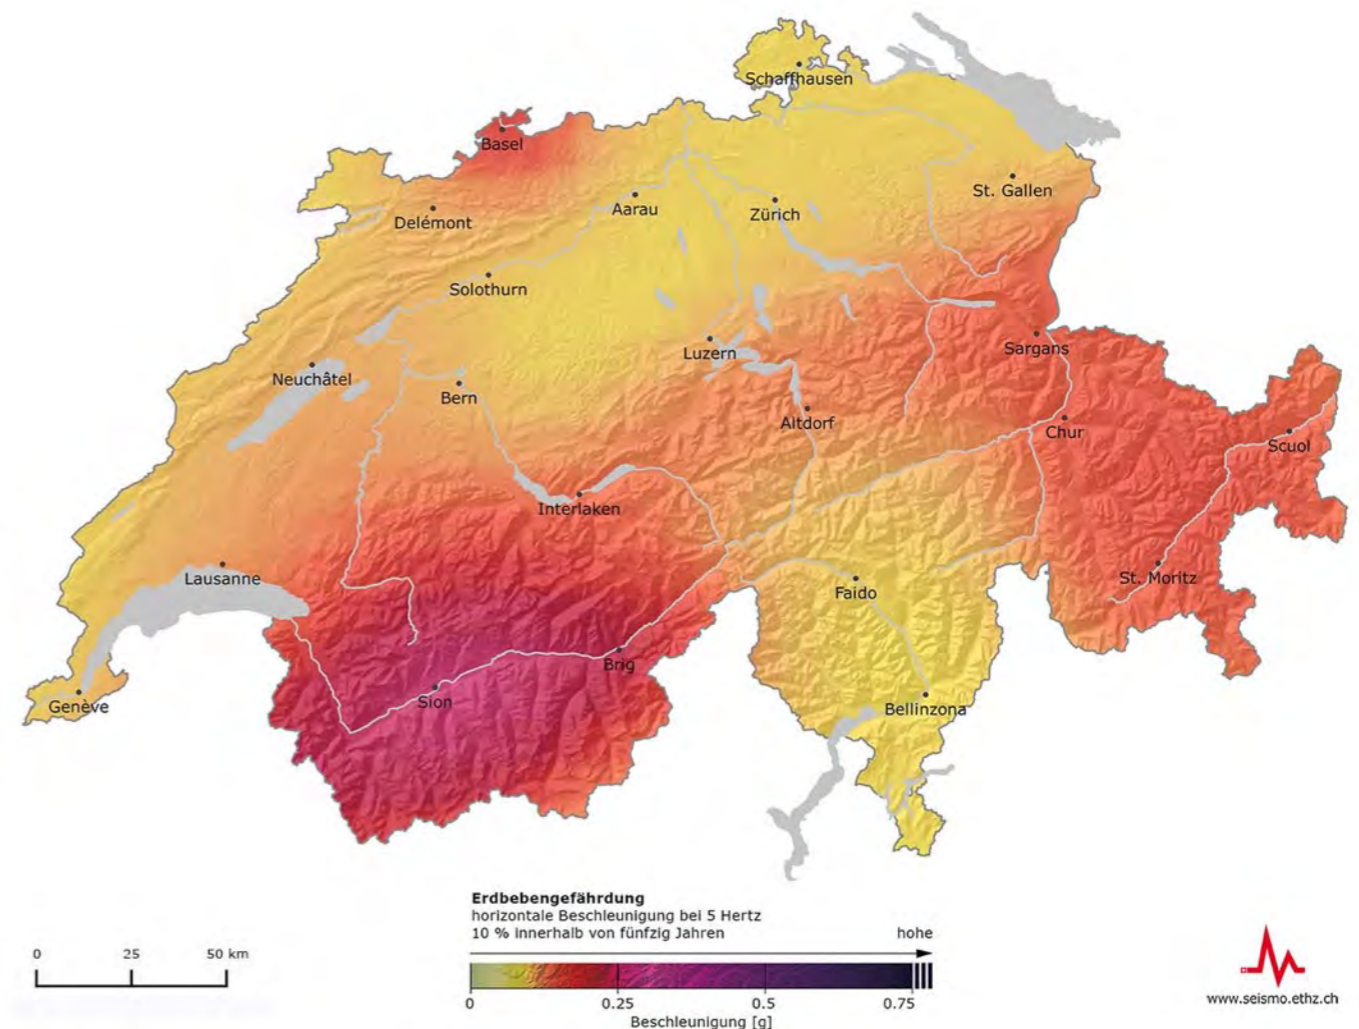 Schaffhausen
Basel
St. Gallen
Aarau
Zürich
Delémont
Solothurn
Luzern
Sargans
Neuchâtel
Bern
Altdorf
Chur
Scuol
Interlaken
Lausanne
St. Moritz
Faido
Brig
Sion
Genève
Bellinzona
Erdbebengefährdung
horizontale Beschleunigung bei 5 Hertz
10 % innerhalb von fünfzig Jahren
hohe
0 25 50 km
0 0.25 0.5 0.75
Beschleunigung [g]
www.seismo.ethz.ch